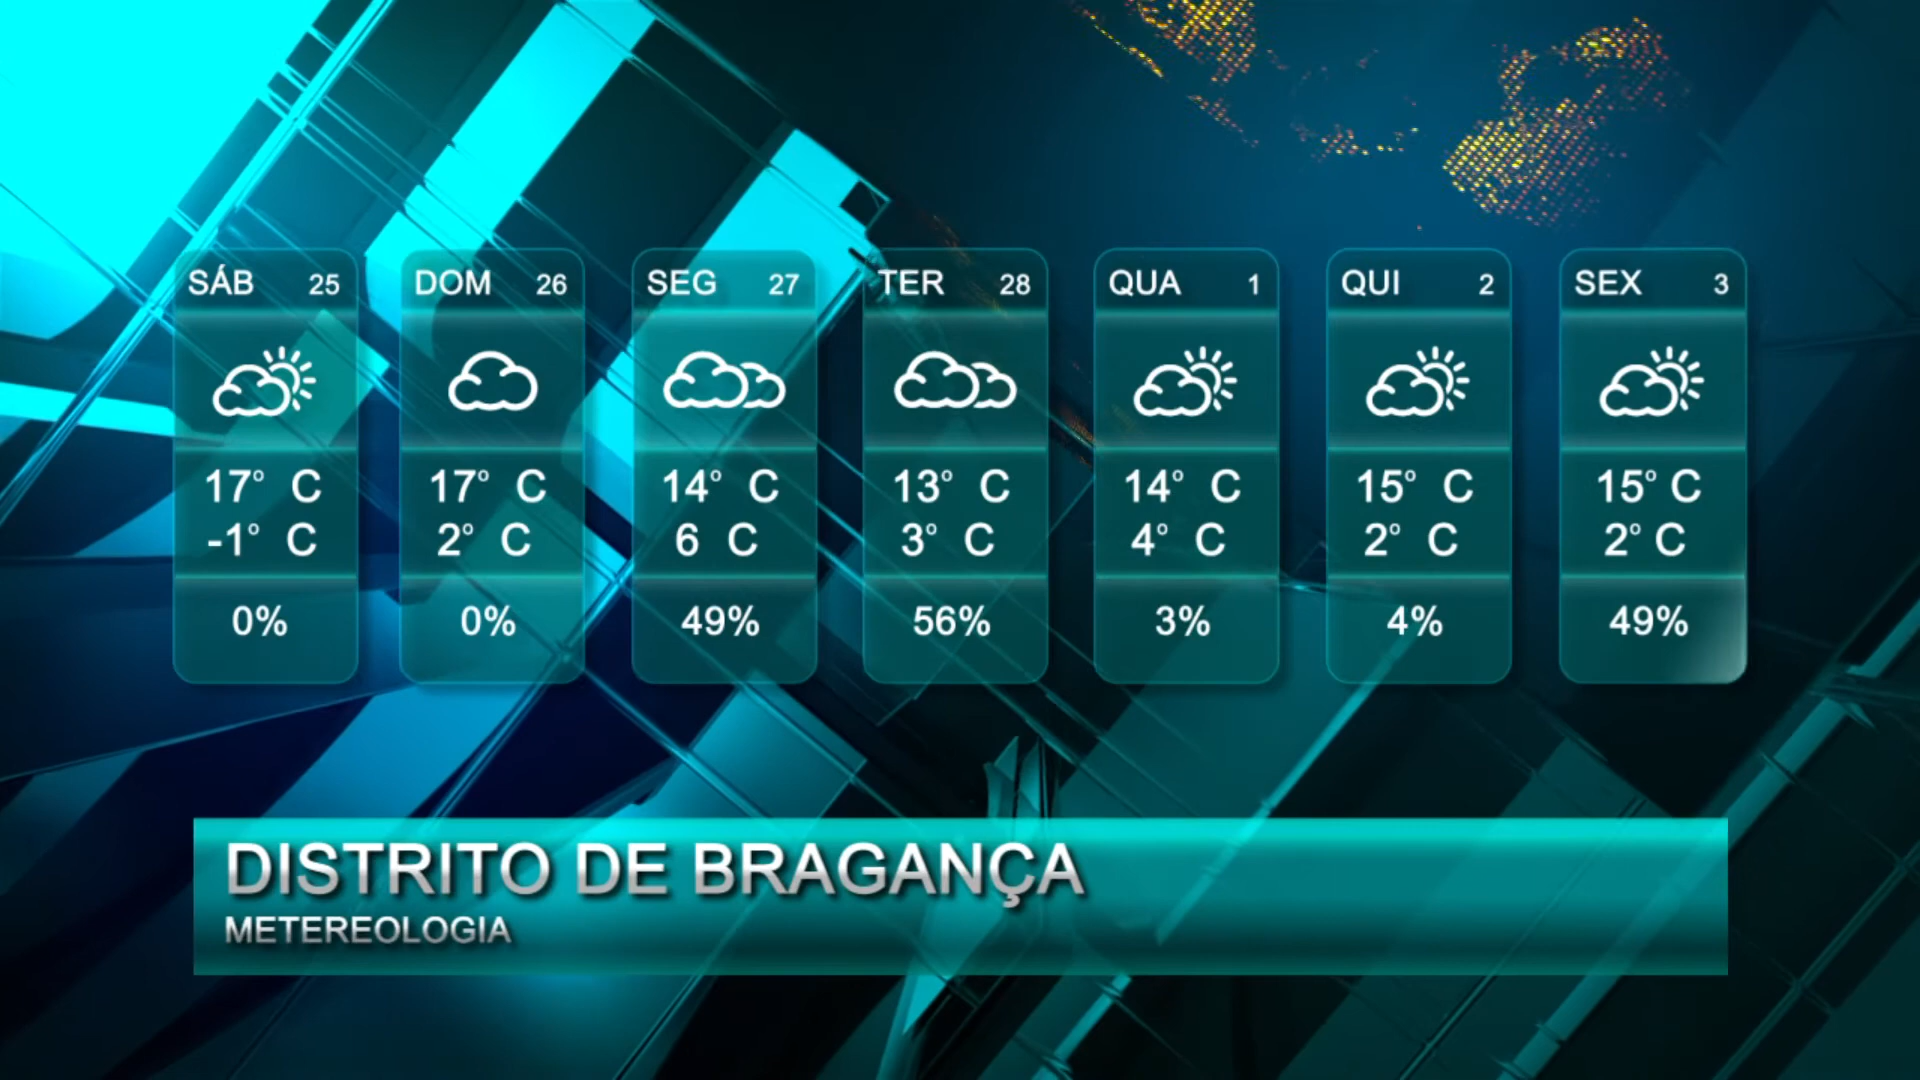 SÁB 25
17° C
-1° C
0%
DOM 26
17° C
2° C
0%
SEG 27
14° C
6 C
49%
TER 28
13° C
3° C
56%
QUA 1
14° C
4° C
3%
QUI 2
15° C
2° C
4%
SEX 3
15° C
2° C
49%
DISTRITO DE BRAGANÇA
METEREOLOGIA